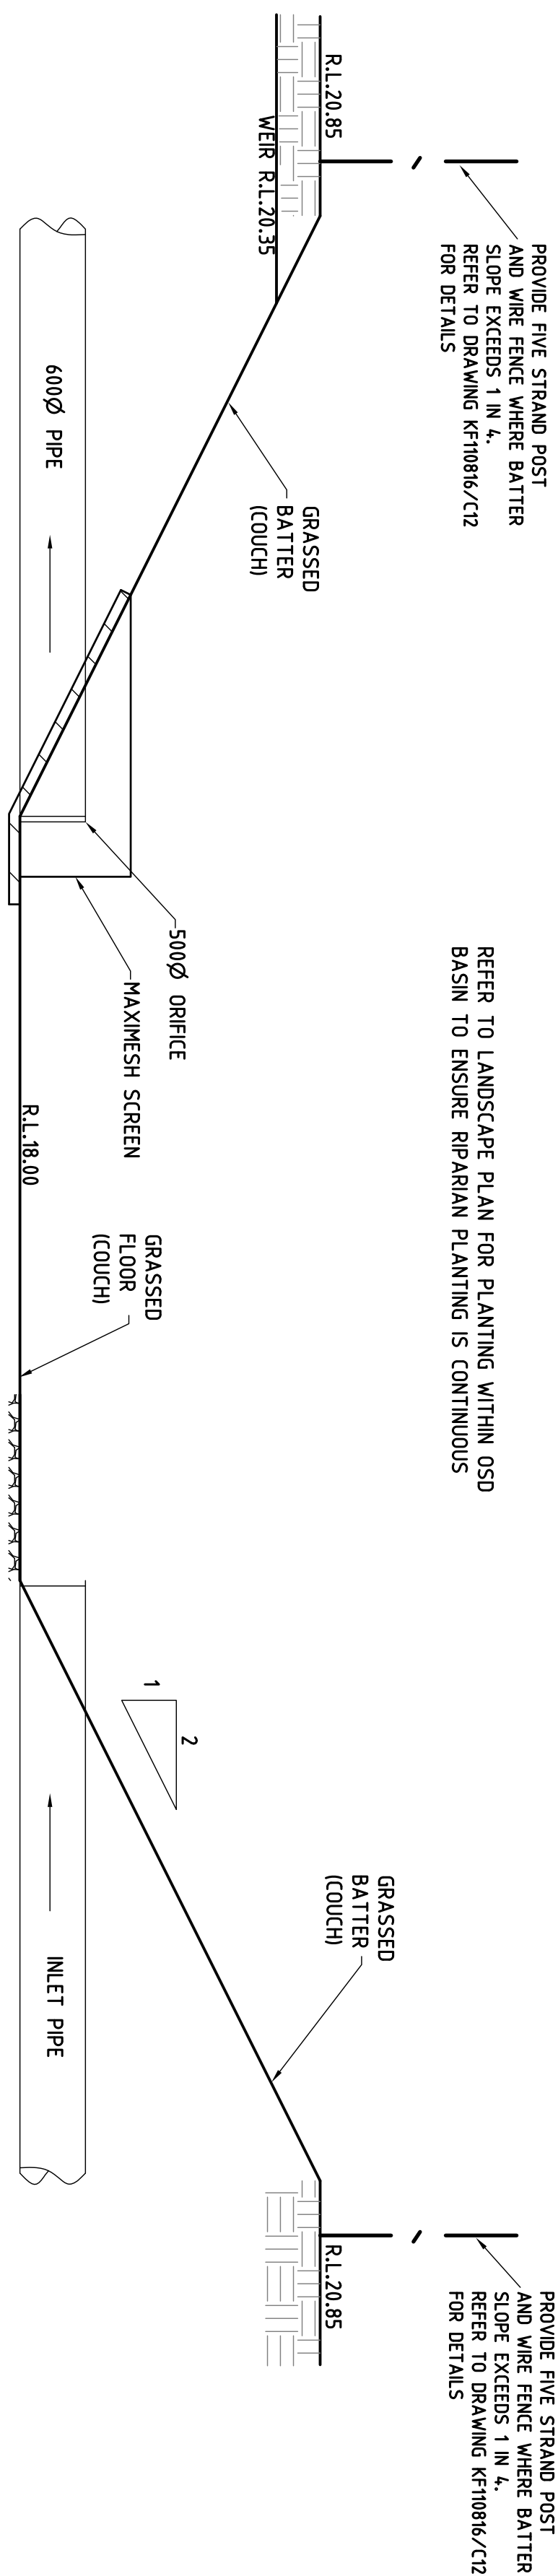 PROVIDE FIVE STRAND POST
AND WIRE FENCE WHERE BATTER
SLOPE EXCEEDS 1 IN 4.
REFER TO DRAWING KF110816/C12
FOR DETAILS
R.L.20.85
WEIR R.L.20.35
GRASSED
BATTER
(COUCH)
600Ø PIPE
REFER TO LANDSCAPE PLAN FOR PLANTING WITHIN OSD
BASIN TO ENSURE RIPARIAN PLANTING IS CONTINUOUS
500Ø ORIFICE
MAXIMESH SCREEN
R.L.18.00
GRASSED
FLOOR
(COUCH)
2
1
GRASSED
BATTER
(COUCH)
INLET PIPE
PROVIDE FIVE STRAND POST
AND WIRE FENCE WHERE BATTER
SLOPE EXCEEDS 1 IN 4.
REFER TO DRAWING KF110816/C12
FOR DETAILS
R.L.20.85